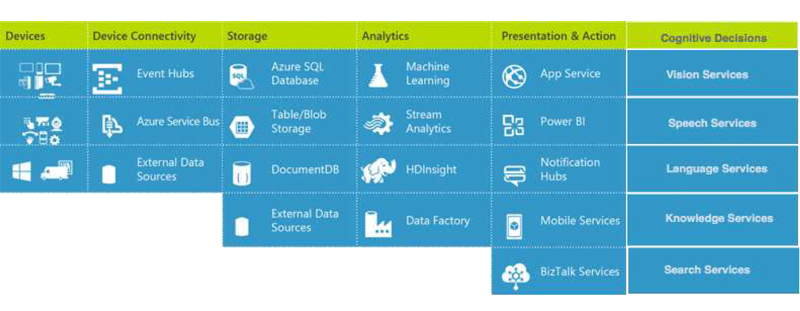 Devices
Device Connectivity
Storage
Analytics
Presentation & Action
Cognitive Decisions
Event Hubs
Azure SQL
Database
Machine
Learning
App Service
Vision Services
Azure Service Bus
Table/Blob
Storage
Stream
Analytics
Power BI
Speech Services
External Data
Sources
DocumentDB
HDInsight
Notification
Hubs
Language Services
External Data
Sources
Data Factory
Mobile Services
Knowledge Services
BizTalk Services
Search Services